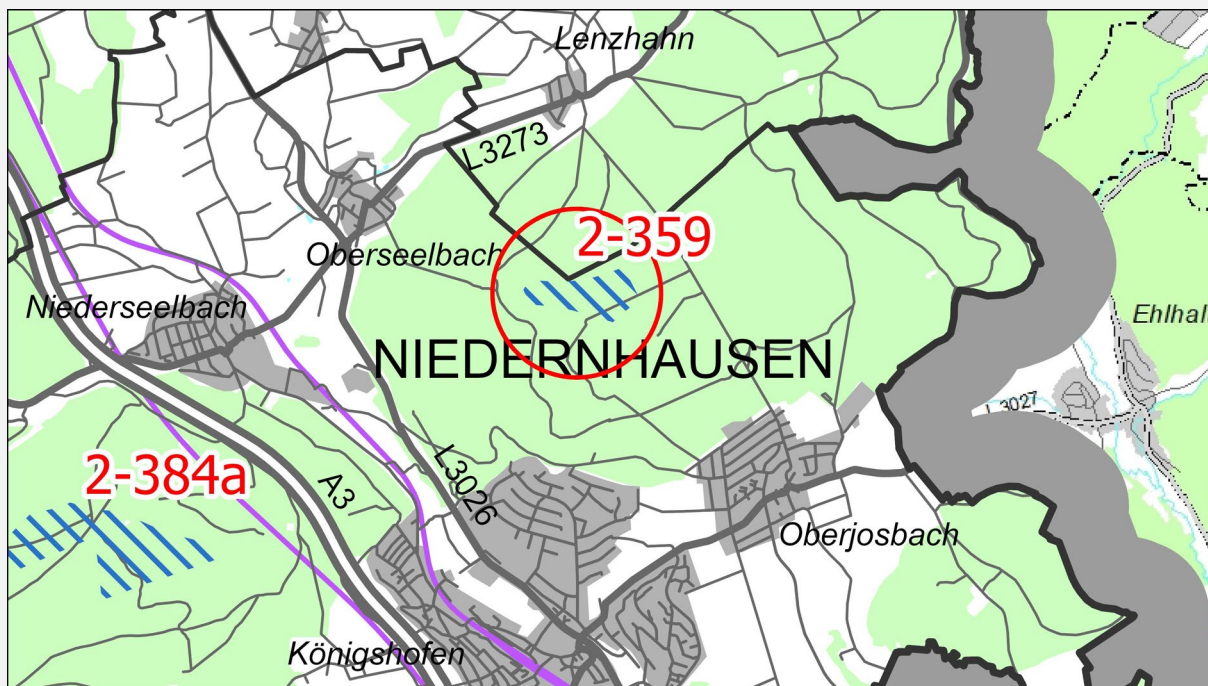 Lenzhahn
L3273
2-359
Oberseelbach
Niederseelbach
Ehlhal
NIEDERNHAUSEN
L 3027
2-384a
A3
L3026
Oberjosbach
Königshofen